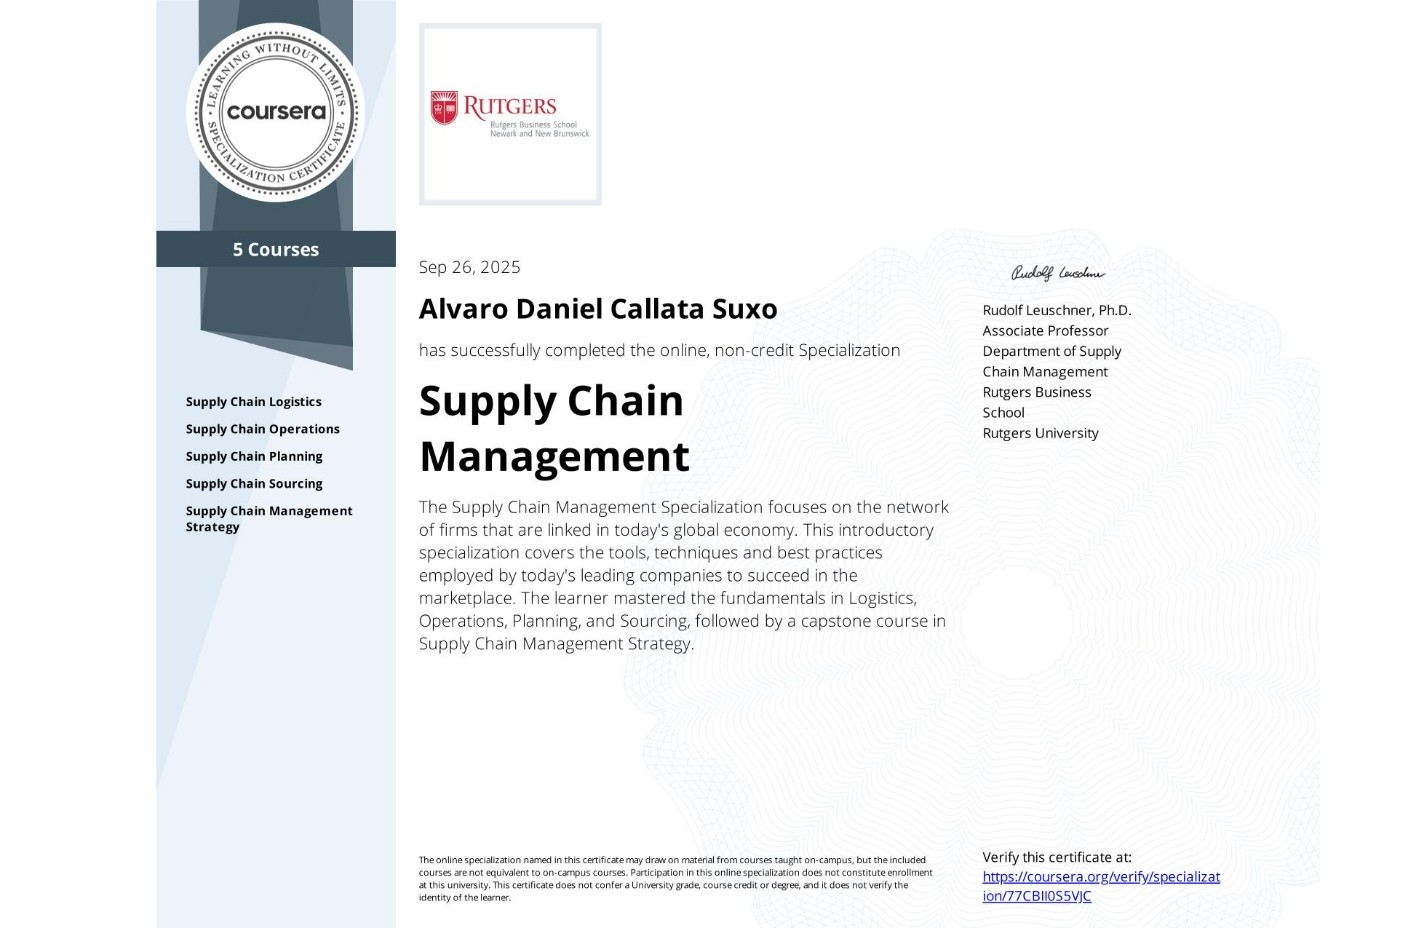 LEARNING WITHOUT LIMITS
coursera
SPECIALIZATION CERTIFICATE
5 Courses
Supply Chain Logistics
Supply Chain Operations
Supply Chain Planning
Supply Chain Sourcing
Supply Chain Management
Strategy
RUTGERS
Rutgers Business School
Newark and New Brunswick
Sep 26, 2025
Alvaro Daniel Callata Suxo
has successfully completed the online, non-credit Specialization
Supply Chain
Management
The Supply Chain Management Specialization focuses on the network
of firms that are linked in today's global economy. This introductory
specialization covers the tools, techniques and best practices
employed by today's leading companies to succeed in the
marketplace. The learner mastered the fundamentals in Logistics,
Operations, Planning, and Sourcing, followed by a capstone course in
Supply Chain Management Strategy.
The online specialization named in this certificate may draw on material from courses taught on-campus, but the included
courses are not equivalent to on-campus courses. Participation in this online specialization does not constitute enrollment
at this university. This certificate does not confer a University grade, course credit or degree, and it does not verify the
identity of the learner.
Rudolf Leuschner
Rudolf Leuschner, Ph.D.
Associate Professor
Department of Supply
Chain Management
Rutgers Business
School
Rutgers University
Verify this certificate at:
https://coursera.org/verify/specializat
ion/77CBII0S5VJC